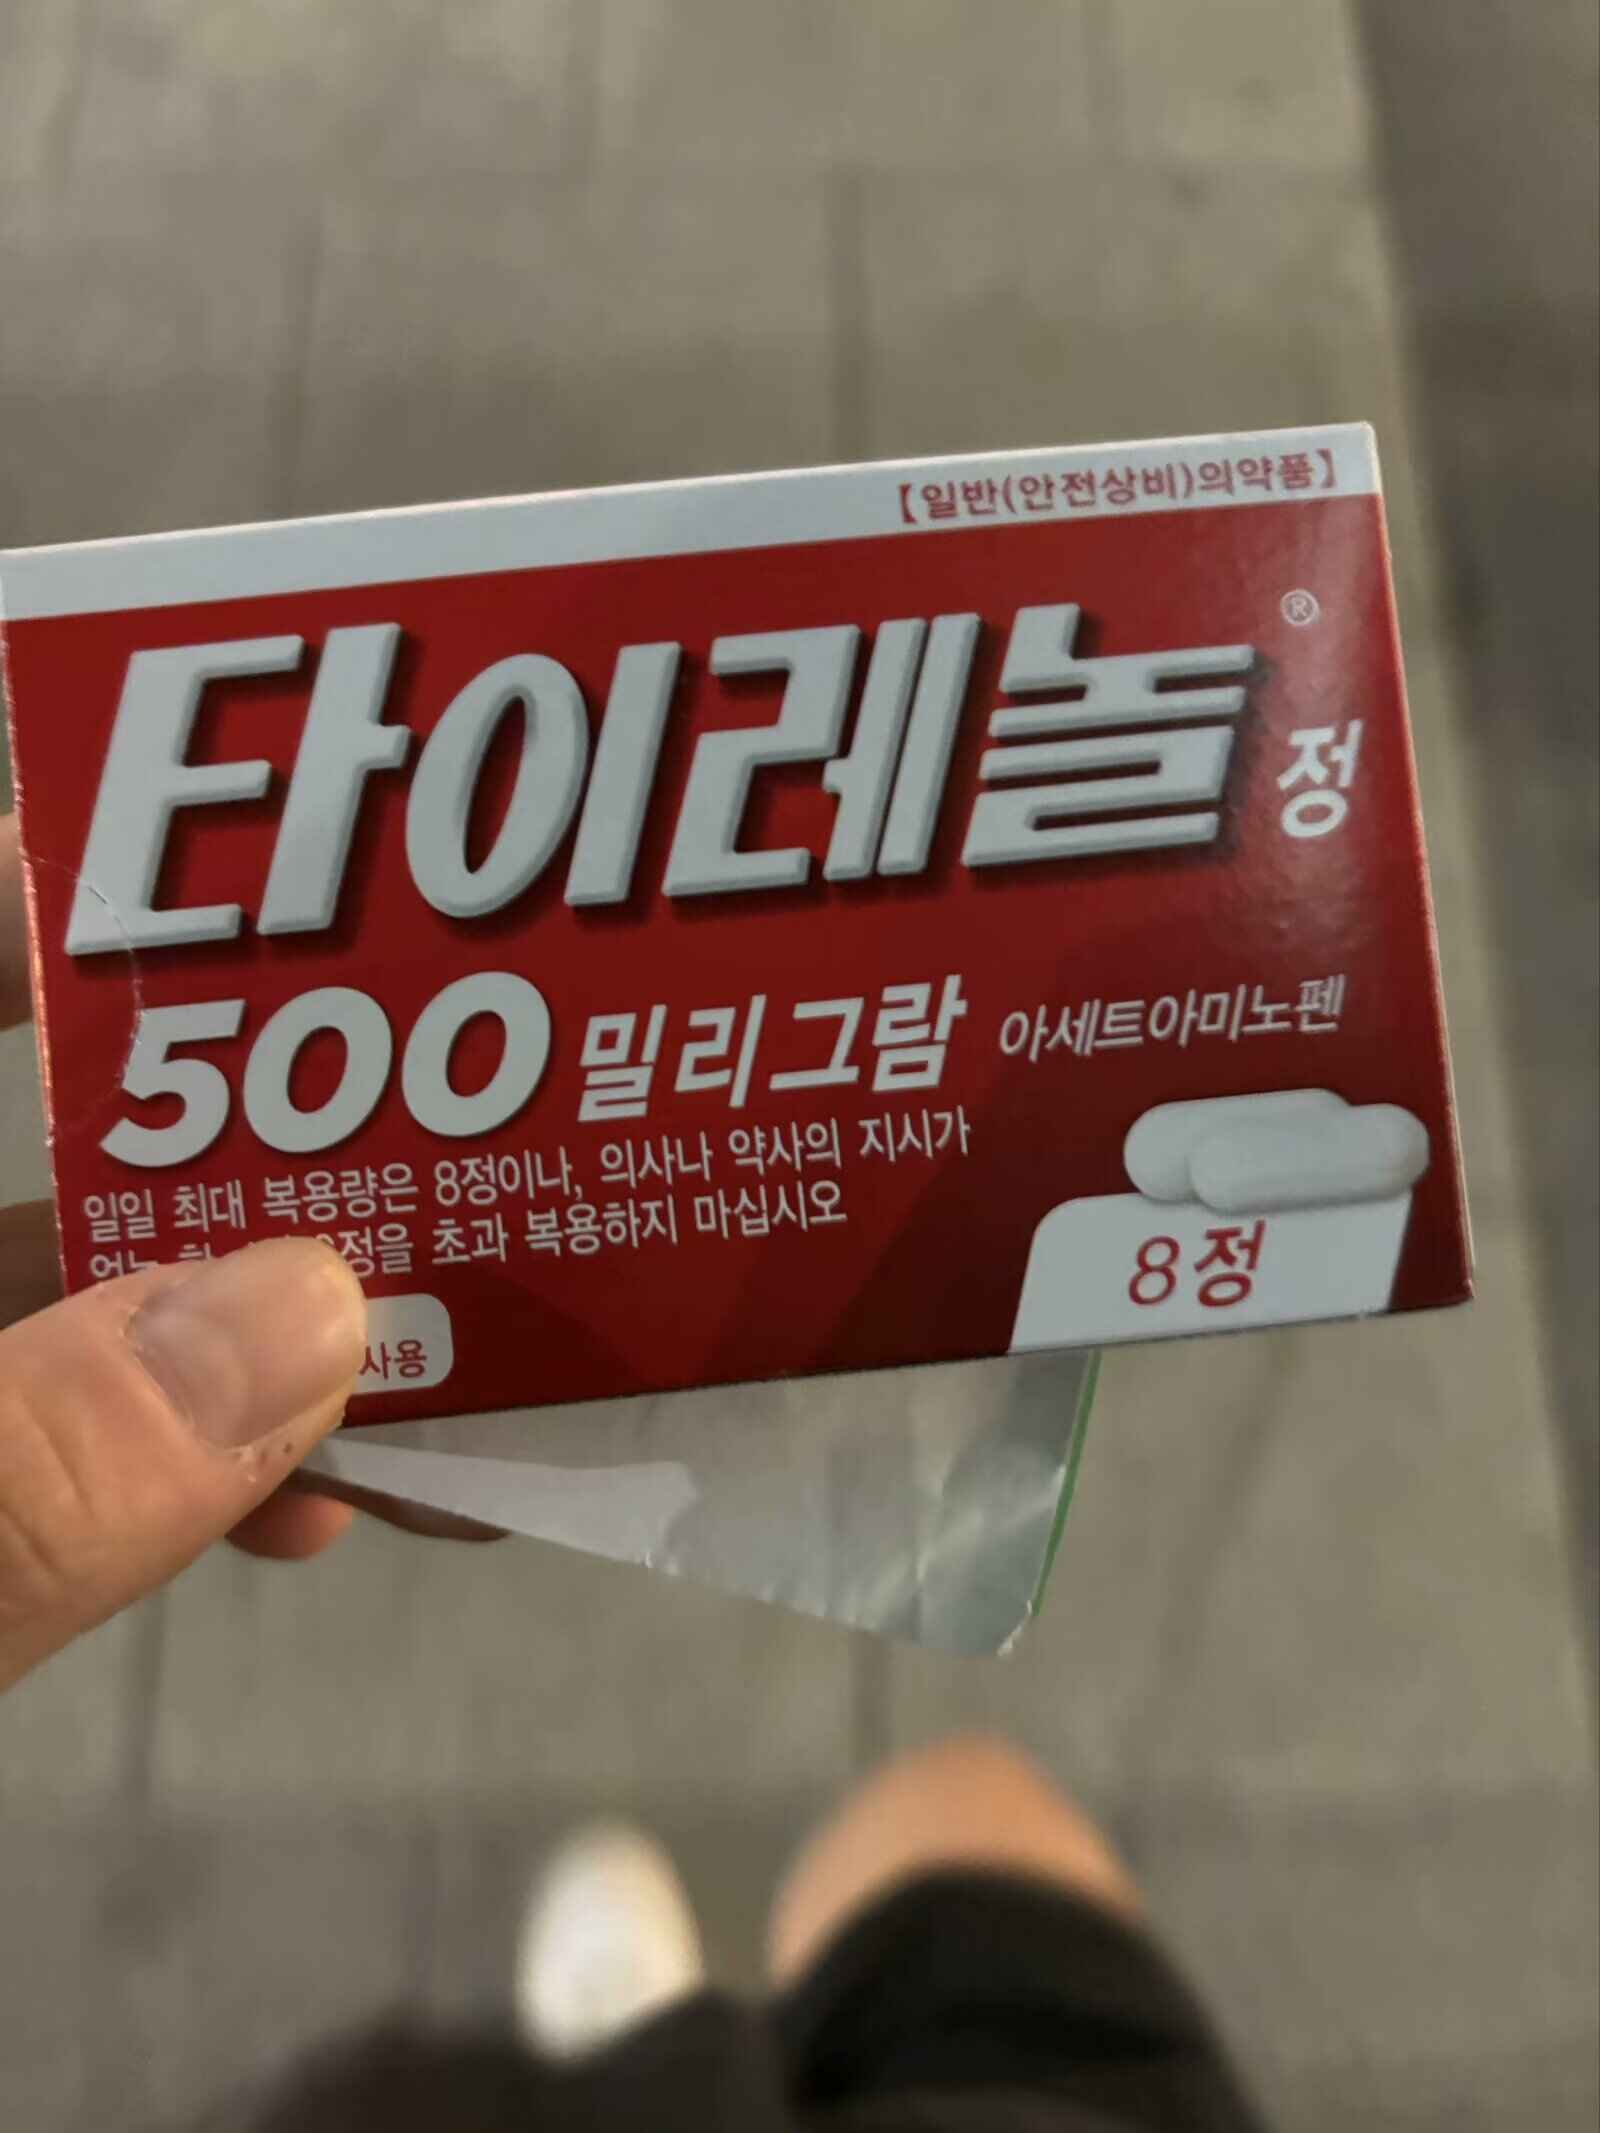 【일반(안전상비)의약품】
타이레놀® 정
500 밀리그람 아세트아미노펜
일일 최대 복용량은 8정이나, 의사나 약사의 지시가
초과 복용하지 마십시오
8정
사용